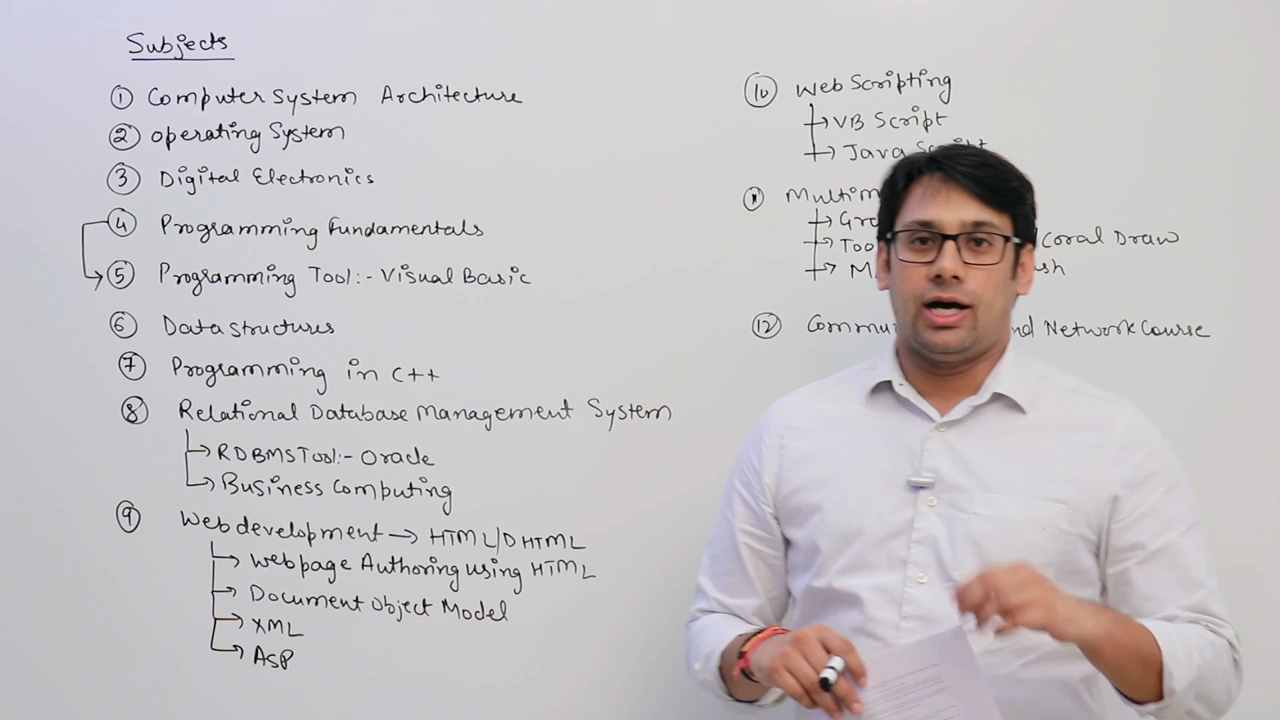 Subjects
① Computer System Architecture
② operating System
③ Digital Electronics
④ Programming Fundamentals
⑤ Programming Tool:- Visual Basic
⑥ Data structures
⑦ Programming in C++
⑧ Relational Database Management System
RDBMS Tool:- Oracle
Business Computing
⑨ Web development → HTML/DHTML
Webpage Authoring using HTML
Document Object Model
XML
ASP
⑩ Web Scripting
VB Script
Java Script
⑪
Coral Draw
⑫ Network Course